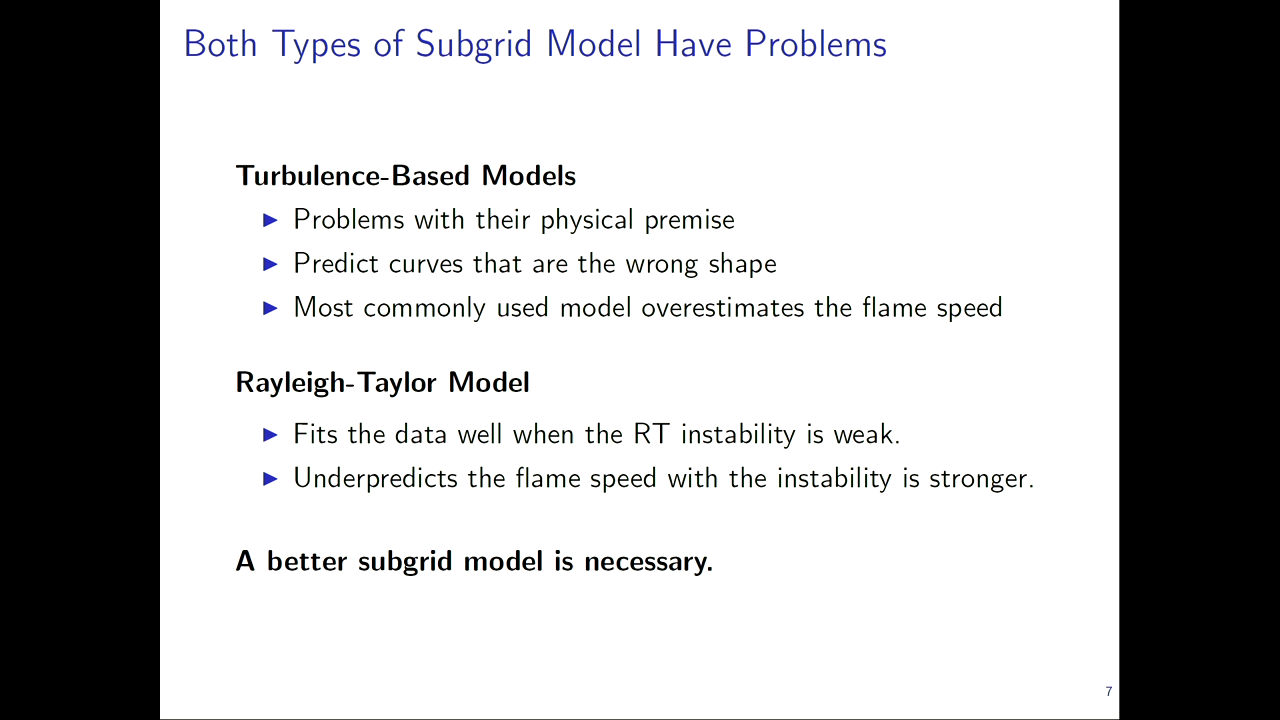 Both Types of Subgrid Model Have Problems
Turbulence-Based Models
▶ Problems with their physical premise
▶ Predict curves that are the wrong shape
▶ Most commonly used model overestimates the flame speed
Rayleigh-Taylor Model
▶ Fits the data well when the RT instability is weak.
▶ Underpredicts the flame speed with the instability is stronger.
A better subgrid model is necessary.
7